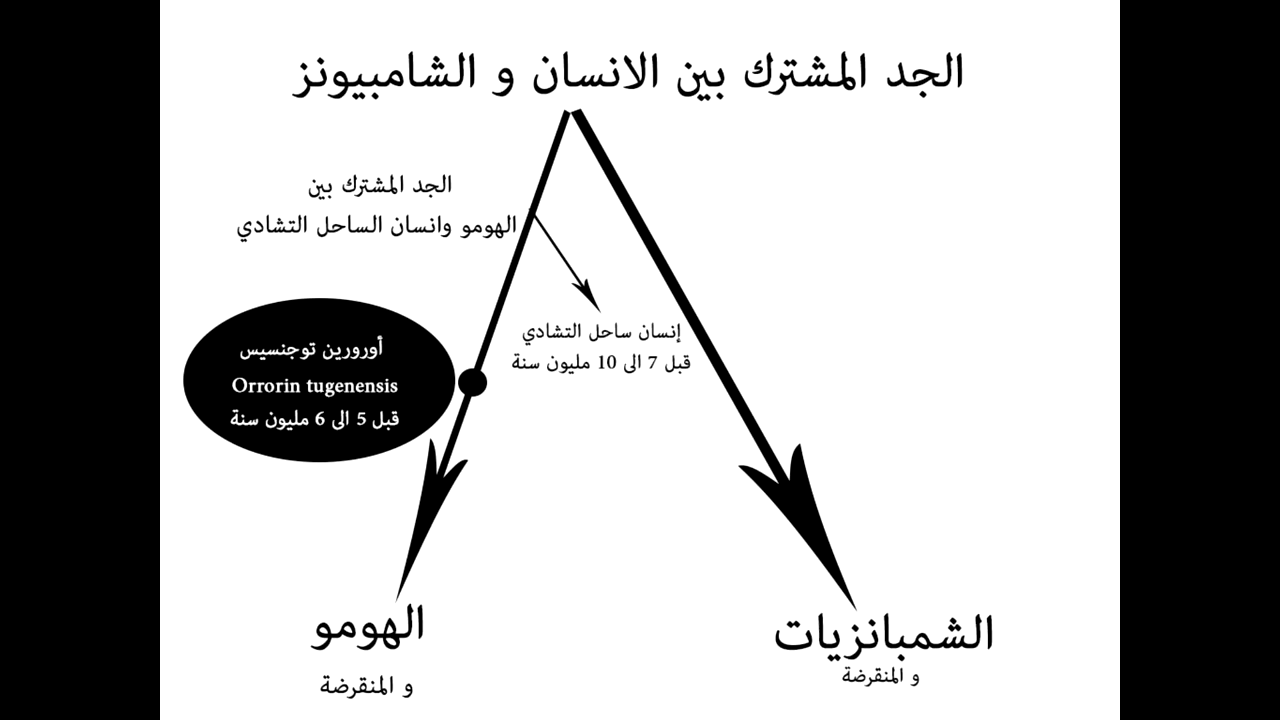 الجد المشترك بين الانسان و الشامبيونز
الجد المشترك بين
الهومو وانسان الساحل التشادي
إنسان ساحل التشادي
قبل 7 الى 10 مليون سنة
أورورين توجنسيس
Orrorin tugenensis
قبل 5 الى 6 مليون سنة
الشمبانزيات
و المنقرضة
الهومو
و المنقرضة